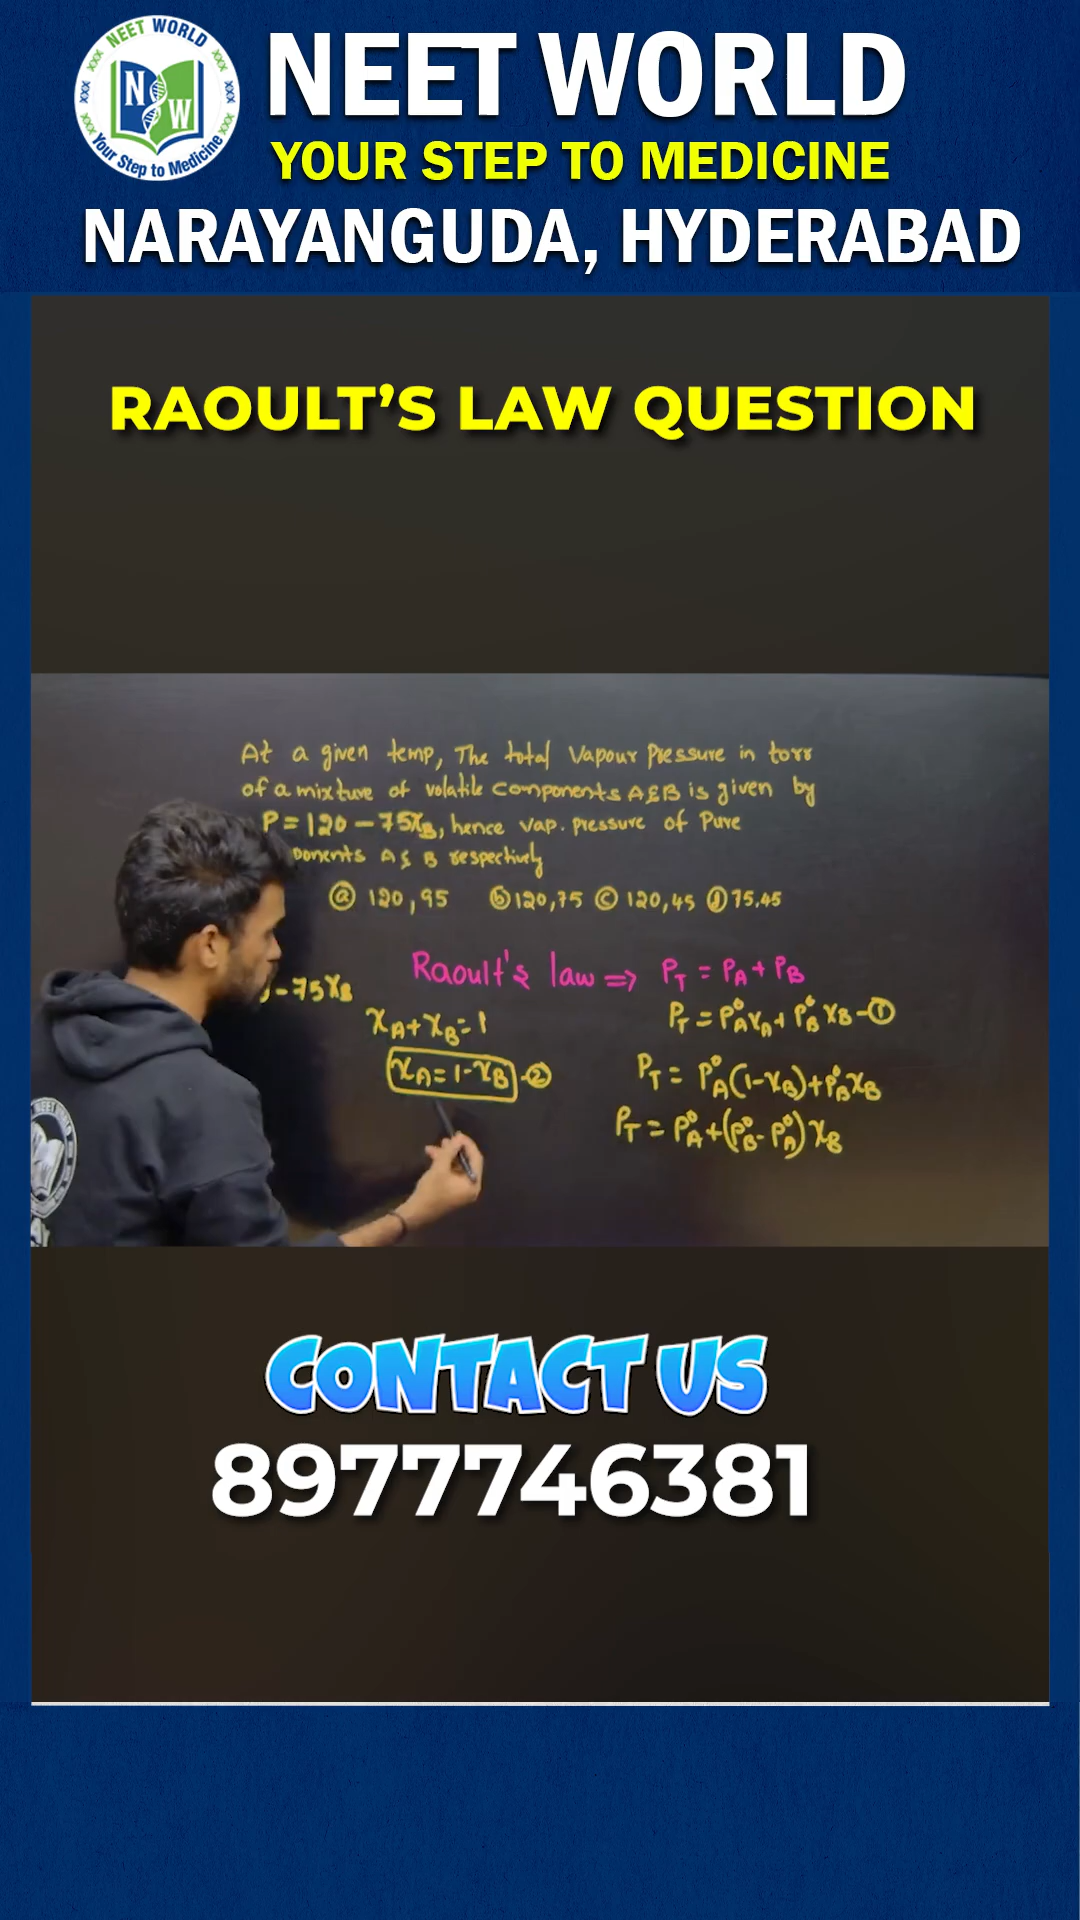 NEET WORLD
N W
Your Step to Medicine
NEET WORLD
YOUR STEP TO MEDICINE
NARAYANGUDA, HYDERABAD
RAOULT'S LAW QUESTION
At a given temp, The total Vapour Pressure in torr
of a mixture of volatile components A & B is given by
P = 120 - 75xB, hence Vap. pressure of Pure
ponents A & B respectively
ⓐ 120, 95 ⓑ 120, 75 ⓒ 120, 45 ⓓ 75, 45
Raoult's law => PT = PA + PB
- 75xB
PT = P°A xA + P°B xB - ①
xA + xB = 1
xA = 1 - xB - ②
PT = P°A (1 - xB) + P°B xB
PT = P°A + (P°B - P°A) xB
CONTACT US
8977746381